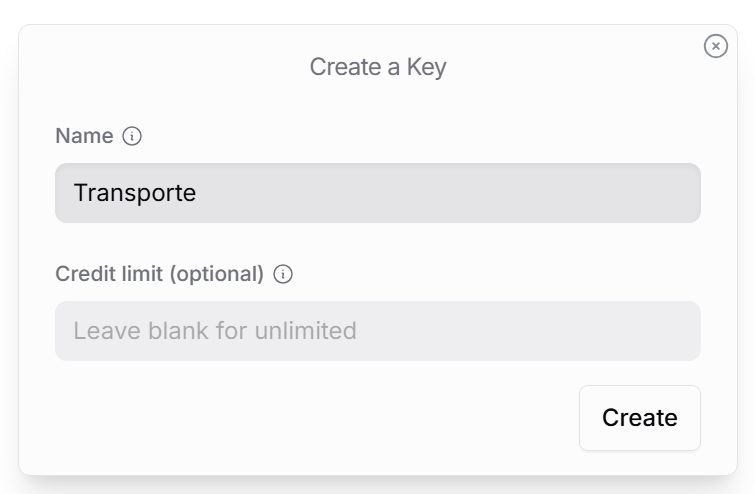 Create a Key
Name
Transporte
Credit limit (optional)
Leave blank for unlimited
Create